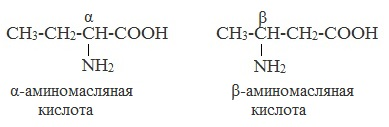 α β
CH3-CH2-CH-COOH CH3-CH-CH2-COOH
NH2 NH2
α-аминомасляная β-аминомасляная
кислота кислота